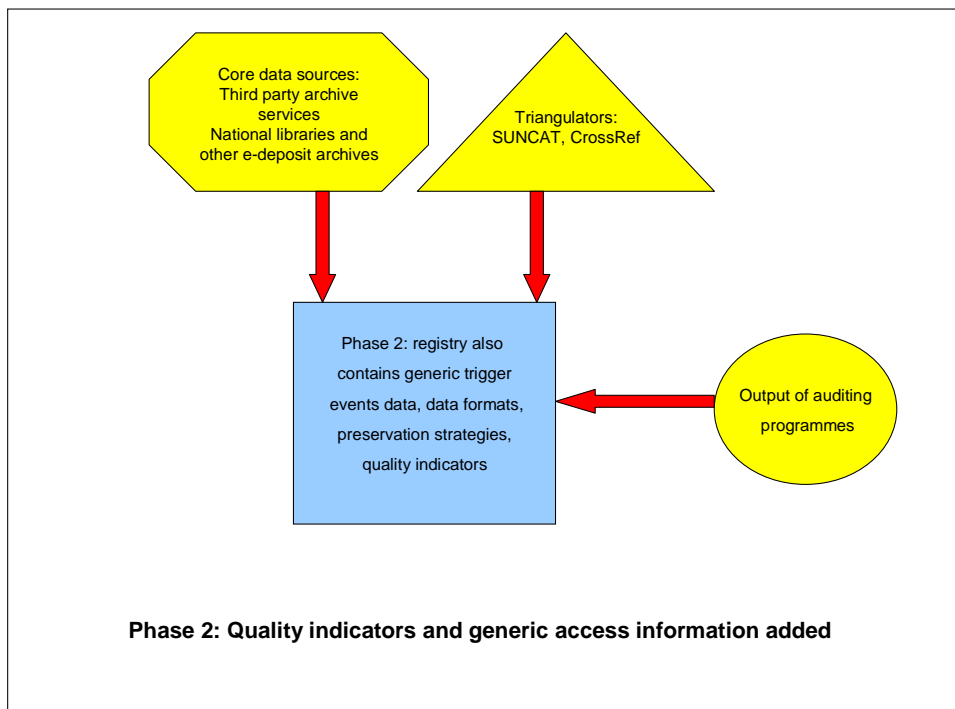 Core data sources:
Third party archive
services
National libraries and
other e-deposit archives
Triangulators:
SUNCAT, CrossRef
Phase 2: registry also
contains generic trigger
events data, data formats,
preservation strategies,
quality indicators
Output of auditing
programmes
Phase 2: Quality indicators and generic access information added